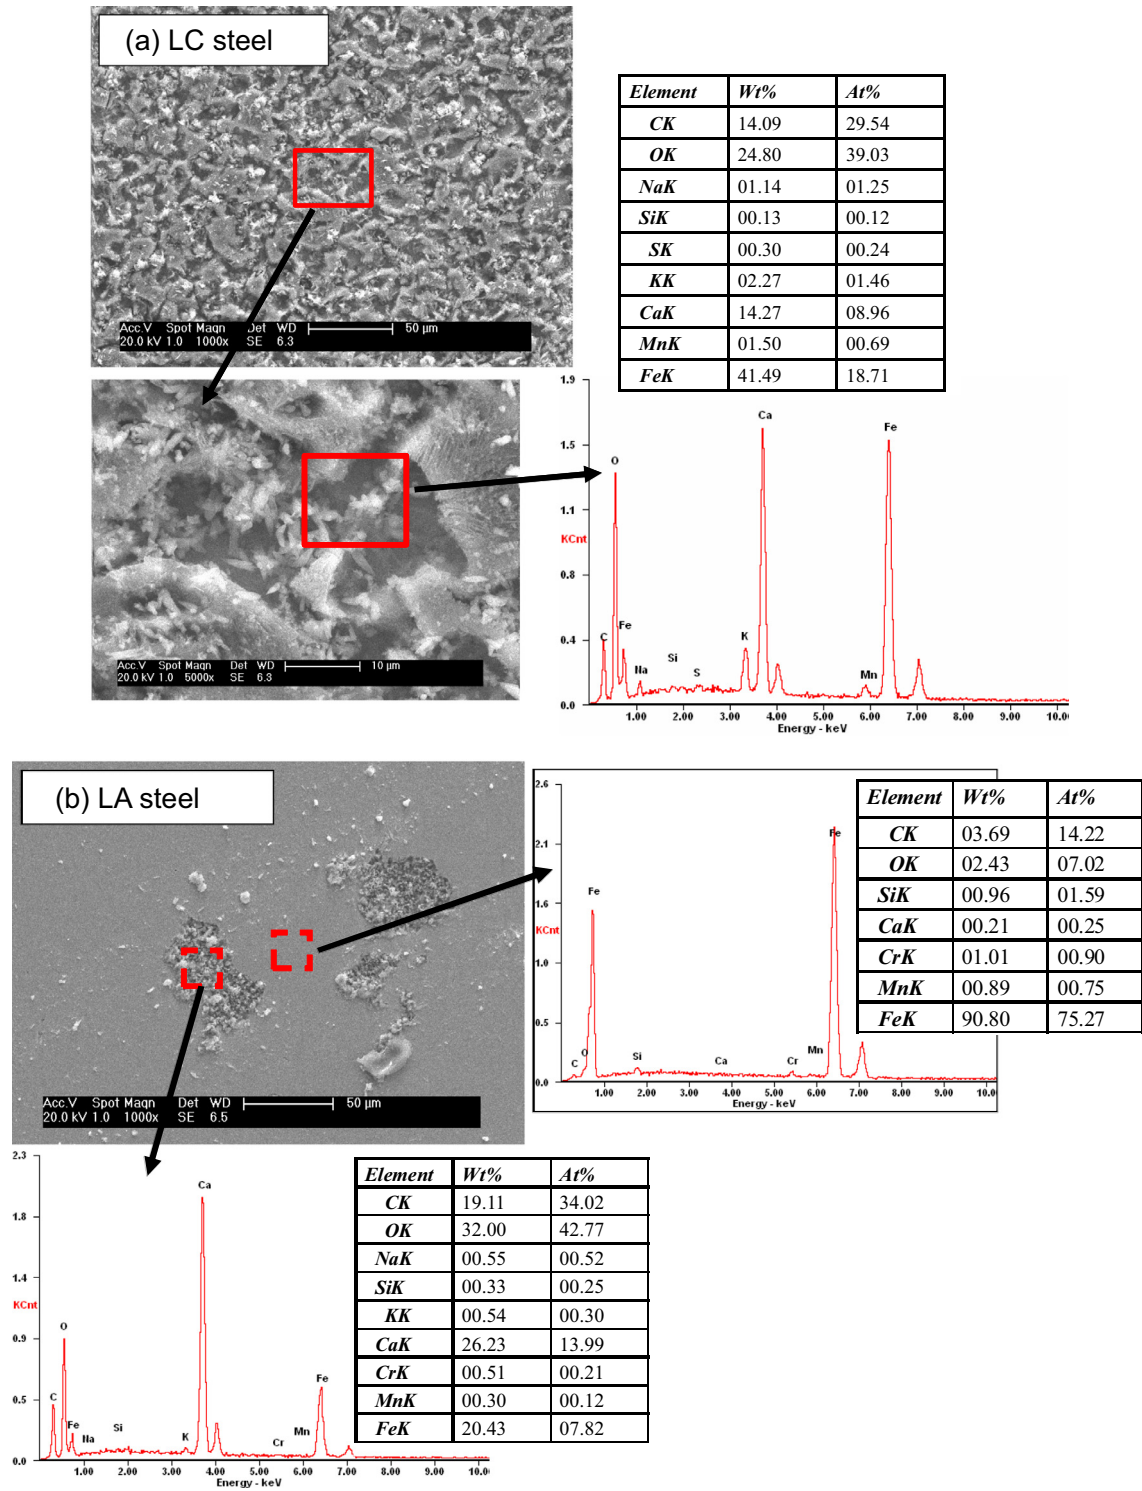 (a) LC steel
Acc.V Spot Magn Det WD 50 µm
20.0 kV 1.0 1000x SE 6.3
Element Wt% At%
CK 14.09 29.54
OK 24.80 39.03
NaK 01.14 01.25
SiK 00.13 00.12
SK 00.30 00.24
KK 02.27 01.46
CaK 14.27 08.96
MnK 01.50 00.69
FeK 41.49 18.71
Acc.V Spot Magn Det WD 10 µm
20.0 kV 1.0 5000x SE 6.3
1.9
1.5
1.1
KCnt
0.8
0.4
0.0
C O Fe Na Si S K Ca Mn Fe
1.00 2.00 3.00 4.00 5.00 6.00 7.00 8.00 9.00 10.0
Energy - keV
(b) LA steel
Acc.V Spot Magn Det WD 50 µm
20.0 kV 1.0 1000x SE 6.5
2.6
2.1
1.6
KCnt
1.0
0.5
0.0
C O Fe Si Ca Cr Mn Fe
1.00 2.00 3.00 4.00 5.00 6.00 7.00 8.00 9.00 10.0
Energy - keV
Element Wt% At%
CK 03.69 14.22
OK 02.43 07.02
SiK 00.96 01.59
CaK 00.21 00.25
CrK 01.01 00.90
MnK 00.89 00.75
FeK 90.80 75.27
2.3
1.8
1.4
KCnt
0.9
0.5
0.0
C O Fe Na Si K Ca Cr Mn Fe
1.00 2.00 3.00 4.00 5.00 6.00 7.00 8.00 9.00 10.0
Energy - keV
Element Wt% At%
CK 19.11 34.02
OK 32.00 42.77
NaK 00.55 00.52
SiK 00.33 00.25
KK 00.54 00.30
CaK 26.23 13.99
CrK 00.51 00.21
MnK 00.30 00.12
FeK 20.43 07.82